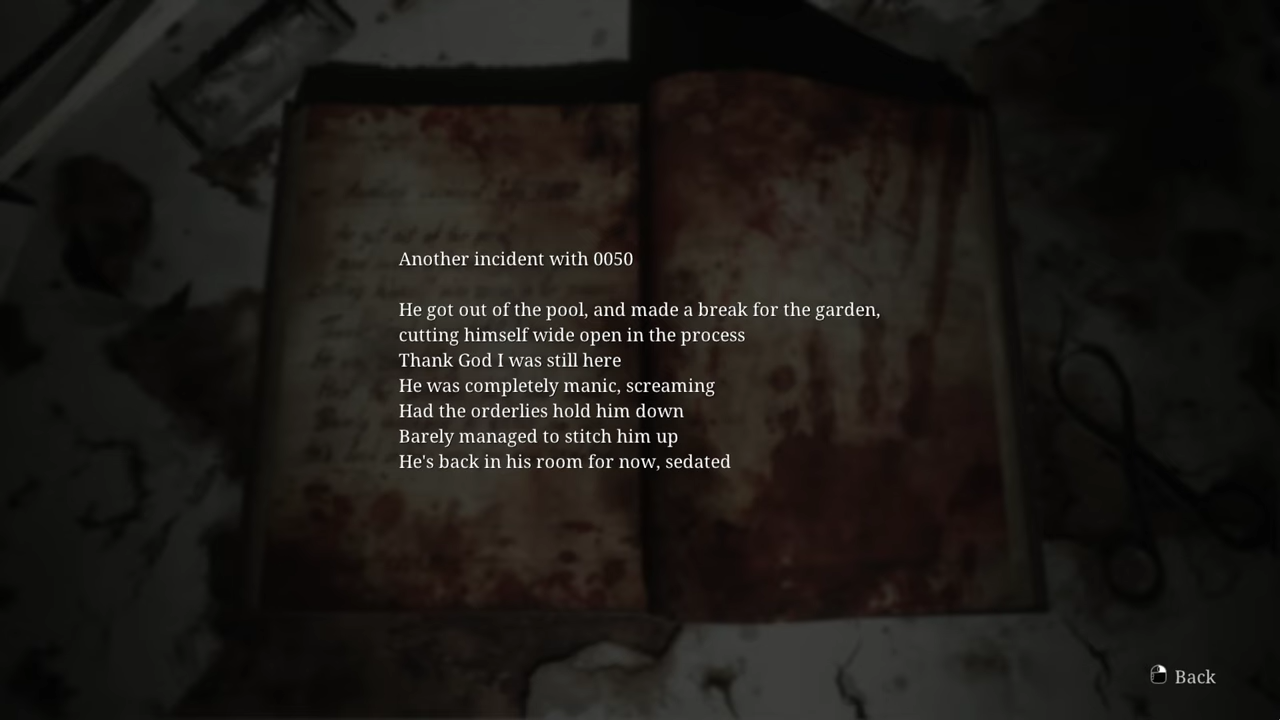 Another incident with 0050
He got out of the pool, and made a break for the garden,
cutting himself wide open in the process
Thank God I was still here
He was completely manic, screaming
Had the orderlies hold him down
Barely managed to stitch him up
He's back in his room for now, sedated
Back